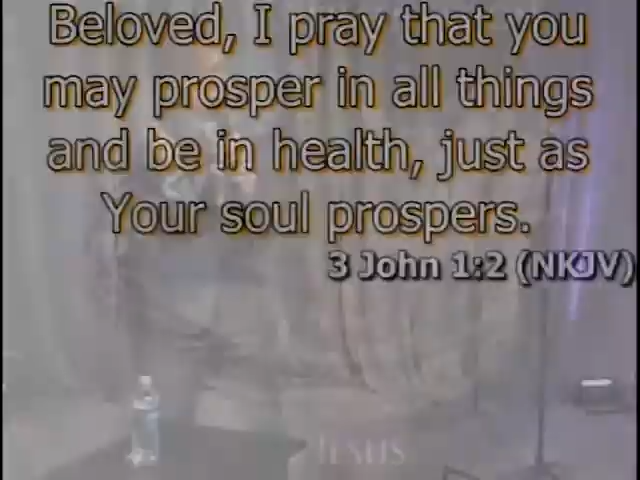 Beloved, I pray that you
may prosper in all things
and be in health, just as
Your soul prospers.
3 John 1:2 (NKJV)
JESUS